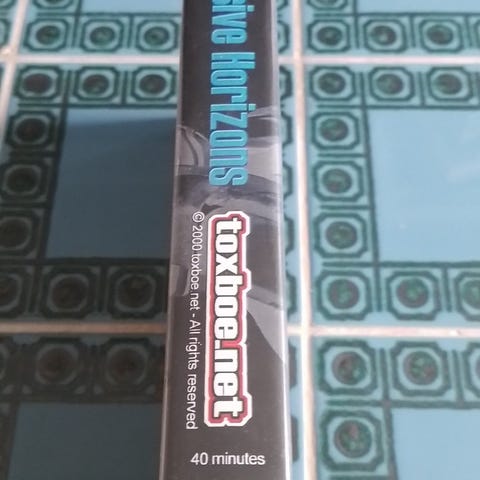 sive Horizons
toxboe.net
© 2000 toxboe.net - All rights reserved
40 minutes